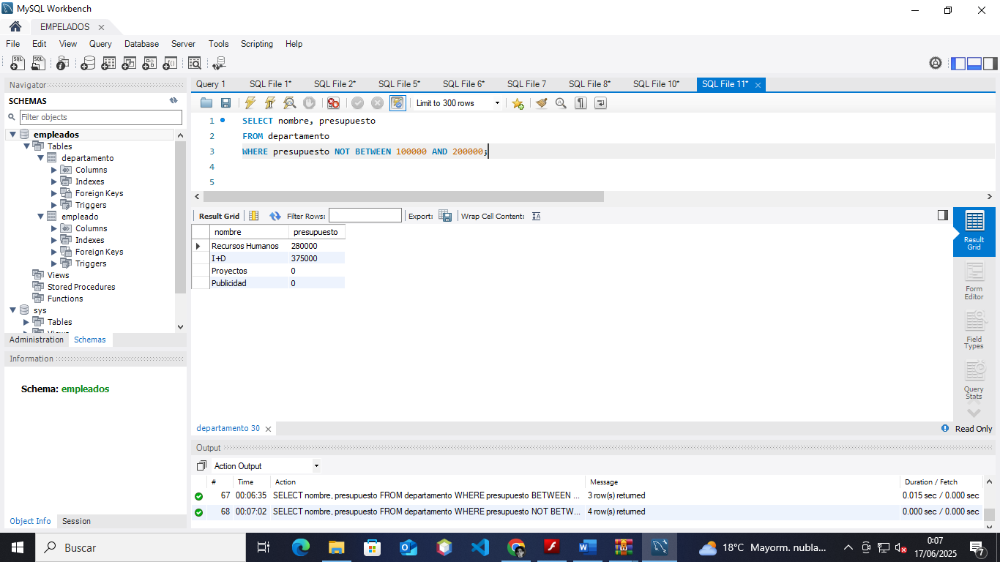 MySQL Workbench
EMPELADOS
File Edit View Query Database Server Tools Scripting Help
Navigator
SCHEMAS
Filter objects
empleados
Tables
departamento
Columns
Indexes
Foreign Keys
Triggers
empleado
Columns
Indexes
Foreign Keys
Triggers
Views
Stored Procedures
Functions
sys
Tables
Administration Schemas
Information
Schema: empleados
Object Info Session
Query 1 SQL File 1* SQL File 2* SQL File 5* SQL File 6* SQL File 7 SQL File 8* SQL File 10* SQL File 11*
Limit to 300 rows
1 SELECT nombre, presupuesto
2 FROM departamento
3 WHERE presupuesto NOT BETWEEN 100000 AND 200000;
4
5
Result Grid Filter Rows: Export: Wrap Cell Content:
nombre presupuesto
Recursos Humanos 280000
I+D 375000
Proyectos 0
Publicidad 0
Result
Grid
Form
Editor
Field
Types
Query
Stats
departamento 30
Read Only
Output
Action Output
# Time Action Message Duration / Fetch
67 00:06:35 SELECT nombre, presupuesto FROM departamento WHERE presupuesto BETWEEN ... 3 row(s) returned 0.015 sec / 0.000 sec
68 00:07:02 SELECT nombre, presupuesto FROM departamento WHERE presupuesto NOT BETW... 4 row(s) returned 0.000 sec / 0.000 sec
Buscar
18°C Mayorm. nubla...
0:07
17/06/2025
7